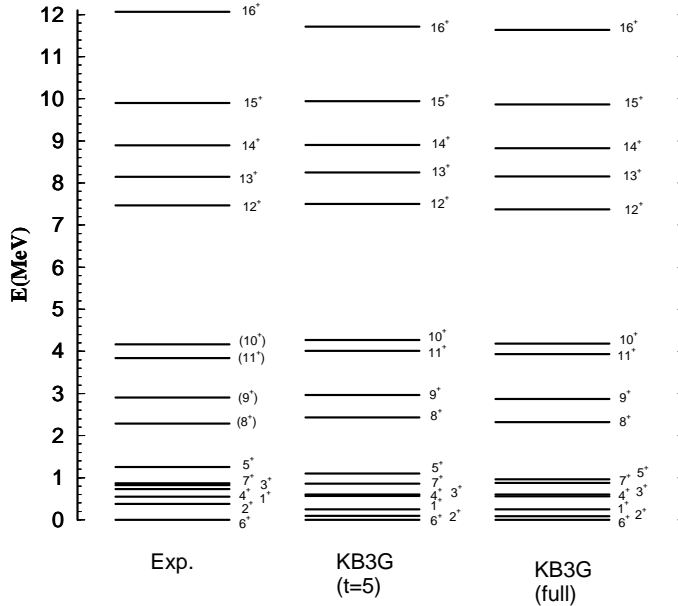 12 16⁺ 16⁺ 16⁺
11
10 15⁺ 15⁺ 15⁺
9 14⁺ 14⁺ 14⁺
8 13⁺ 13⁺ 13⁺
12⁺ 12⁺ 12⁺
7
6
E(MeV)
5
(10⁺) 10⁺ 10⁺
4 (11⁺) 11⁺ 11⁺
3 (9⁺) 9⁺ 9⁺
2 (8⁺) 8⁺ 8⁺
5⁺ 5⁺ 5⁺
1 7⁺ 3⁺ 7⁺ 7⁺
4⁺ 1⁺ 4⁺ 3⁺ 4⁺ 3⁺
2⁺ 1⁺ 1⁺
0 6⁺ 6⁺ 2⁺ 6⁺ 2⁺
Exp. KB3G KB3G
(t=5) (full)